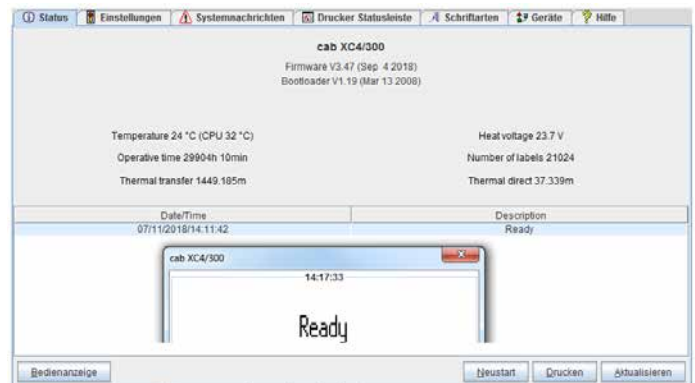 Status Einstellungen Systemnachrichten Drucker Statusleiste Schriftarten Geräte Hilfe
cab XC4/300
Firmware V3.47 (Sep 4 2018)
Bootloader V1.19 (Mar 13 2008)
Temperature 24 °C (CPU 32 °C) Heat voltage 23.7 V
Operative time 29904h 10min Number of labels 21024
Thermal transfer 1449.185m Thermal direct 37.339m
Date/Time Description
07/11/2018/14.11:42 Ready
cab XC4/300
14:17:33
Ready
Bedienanzeige Neustart Drucken Aktualisieren